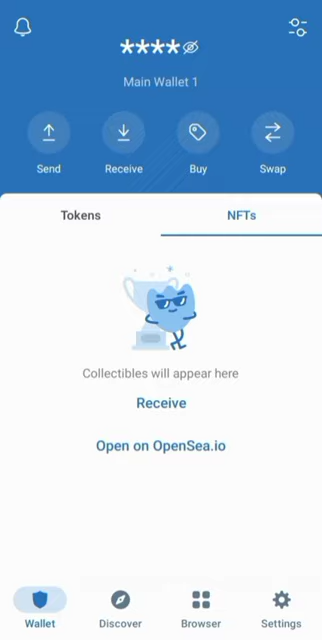 ****
Main Wallet 1
Send Receive Buy Swap
Tokens NFTs
Collectibles will appear here
Receive
Open on OpenSea.io
Wallet Discover Browser Settings